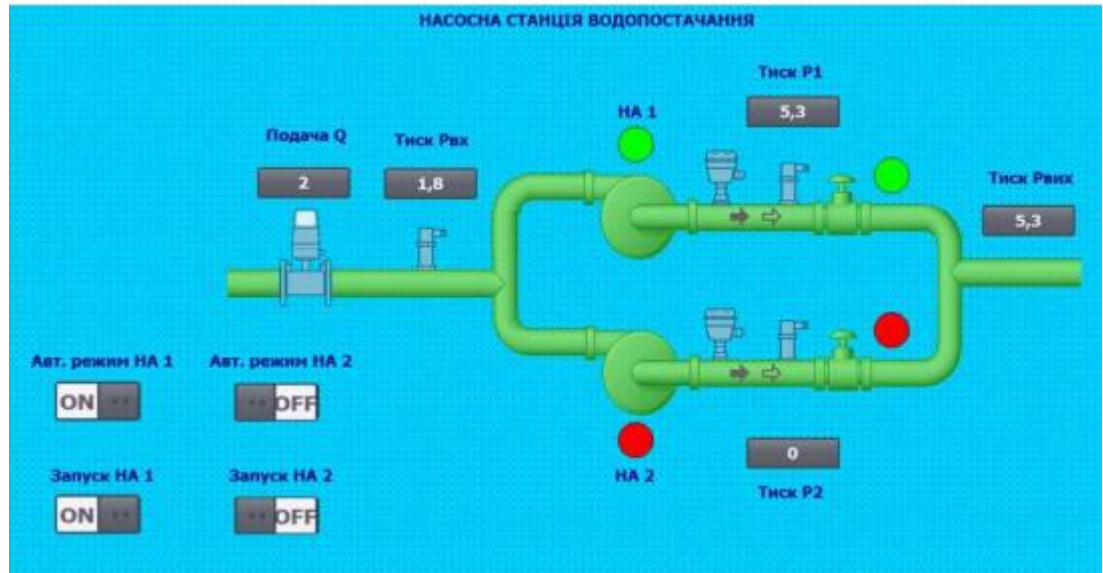 НАСОСНА СТАНЦІЯ ВОДОПОСТАЧАННЯ
Тиск P1
5,3
НА 1
Подача Q
Тиск Рвх
2
1,8
Тиск Рвих
5,3
Авт. режим НА 1
Авт. режим НА 2
ON
OFF
0
НА 2
Тиск P2
Запуск НА 1
Запуск НА 2
ON
OFF